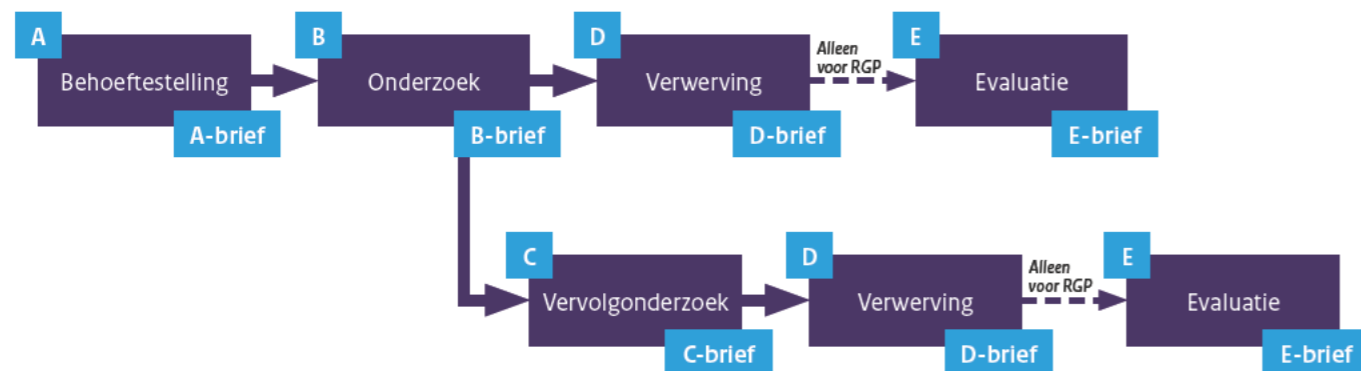 A
Behoeftestelling
A-brief
B
Onderzoek
B-brief
D
Verwerving
D-brief
Alleen
voor RGP
E
Evaluatie
E-brief
C
Vervolgonderzoek
C-brief
D
Verwerving
D-brief
Alleen
voor RGP
E
Evaluatie
E-brief